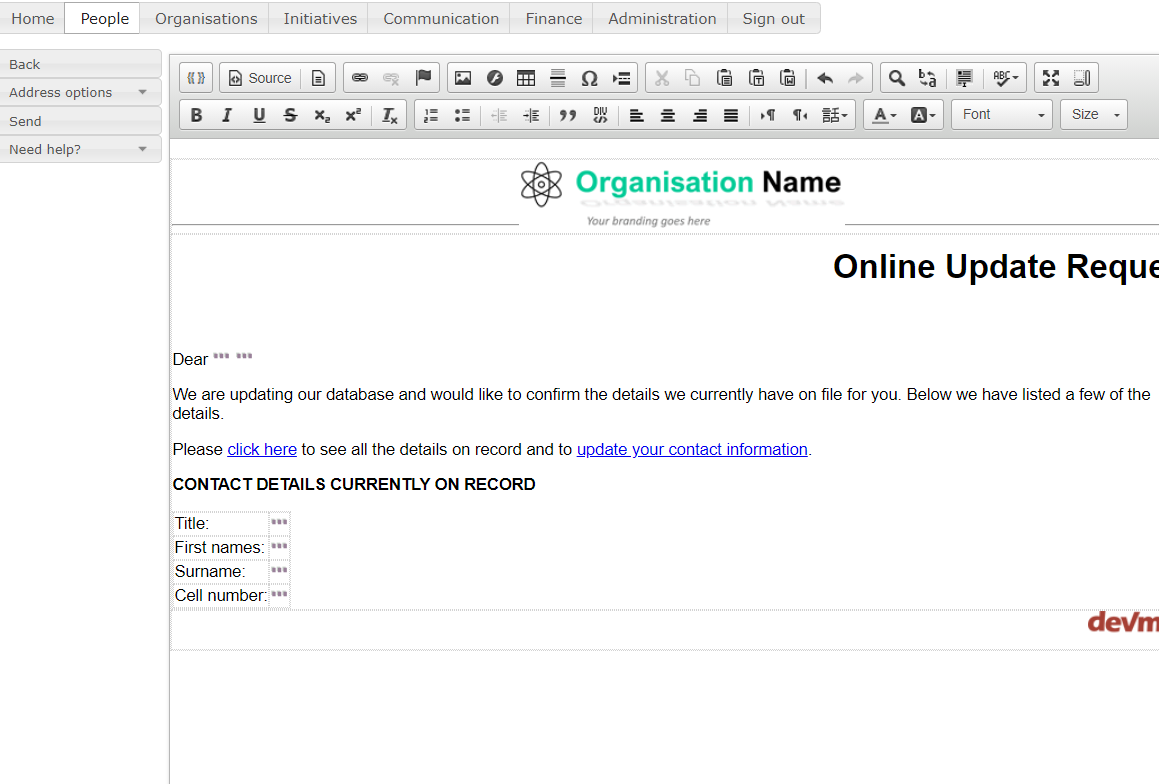 Home People Organisations Initiatives Communication Finance Administration Sign out
Back
Address options
Send
Need help?
Source
Font
Size
Organisation Name
Your branding goes here
Online Update Reque
Dear
We are updating our database and would like to confirm the details we currently have on file for you. Below we have listed a few of the
details.
Please click here to see all the details on record and to update your contact information.
CONTACT DETAILS CURRENTLY ON RECORD
Title:
First names:
Surname:
Cell number:
devm